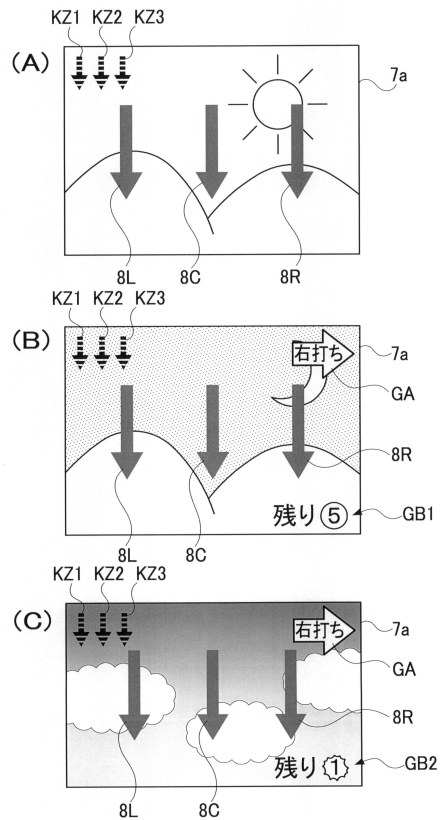 KZ1 KZ2 KZ3
(A)
7a
8L 8C 8R
KZ1 KZ2 KZ3
(B)
右打ち
7a
GA
8R
残り⑤
GB1
8L 8C
KZ1 KZ2 KZ3
(C)
右打ち
7a
GA
8R
残り①
GB2
8L 8C